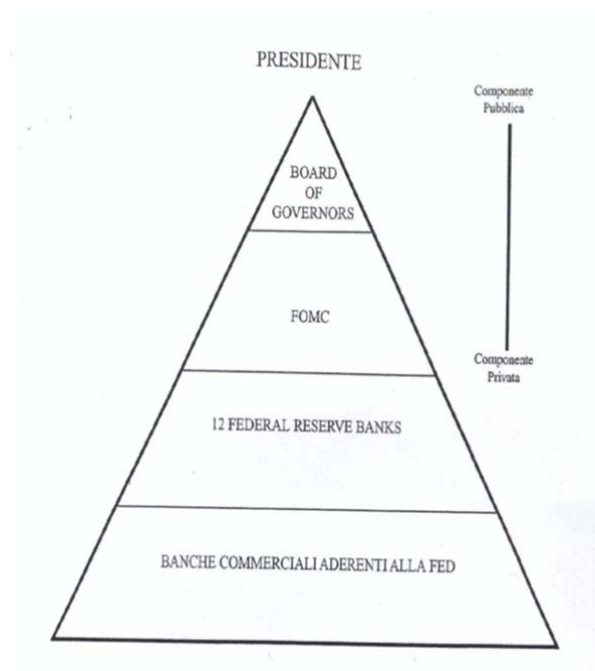 PRESIDENTE
Componente
Pubblica
BOARD
OF
GOVERNORS
FOMC
Componente
Privata
12 FEDERAL RESERVE BANKS
BANCHE COMMERCIALI ADERENTI ALLA FED